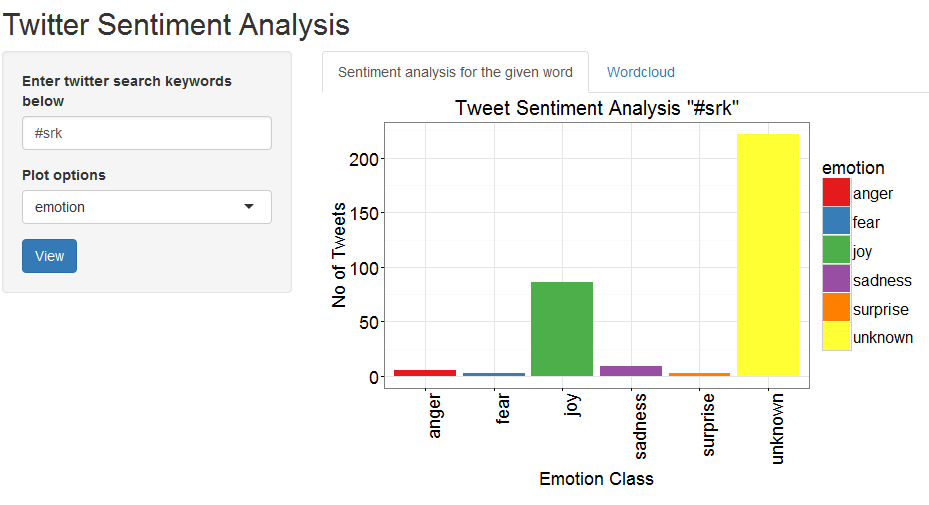 Twitter Sentiment Analysis
Enter twitter search keywords
below
#srk
Plot options
emotion
View
Sentiment analysis for the given word
Wordcloud
Tweet Sentiment Analysis "#srk"
No of Tweets
200
150
100
50
0
anger
fear
joy
sadness
surprise
unknown
Emotion Class
emotion
anger
fear
joy
sadness
surprise
unknown